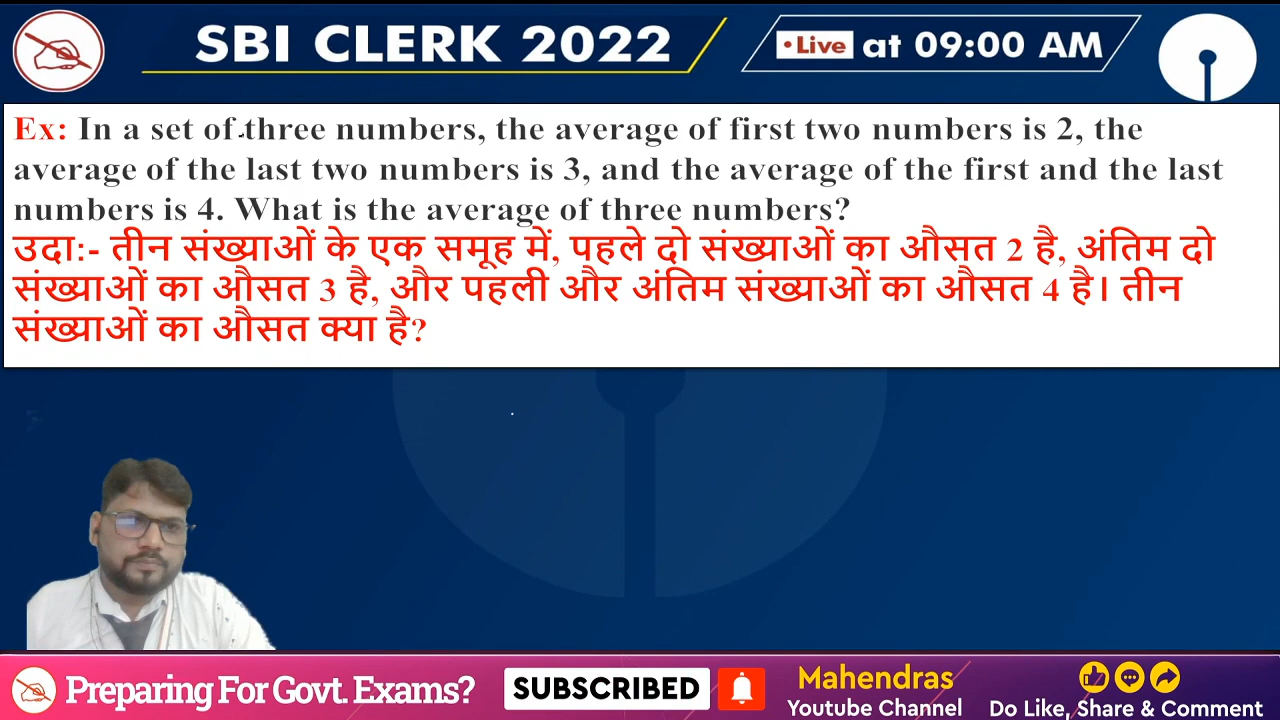 SBI CLERK 2022
• Live at 09:00 AM
Ex: In a set of three numbers, the average of first two numbers is 2, the
average of the last two numbers is 3, and the average of the first and the last
numbers is 4. What is the average of three numbers?
उदा:- तीन संख्याओं के एक समूह में, पहले दो संख्याओं का औसत 2 है, अंतिम दो
संख्याओं का औसत 3 है, और पहली और अंतिम संख्याओं का औसत 4 है। तीन
संख्याओं का औसत क्या है?
Preparing For Govt. Exams?
SUBSCRIBED
Mahendras
Youtube Channel
Do Like, Share & Comment